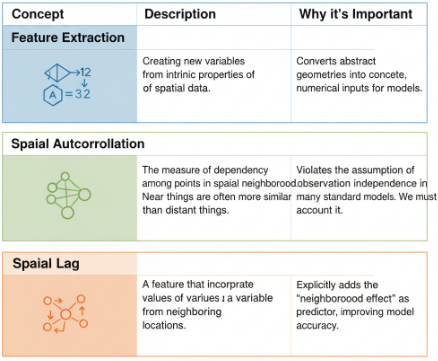 Concept Description Why it's Important
Feature Extraction
12
A = 32
Creating new variables
from intrinsic properties of
of spatial data.
Converts abstract
geometries into concete,
numerical inputs for models.
Spaial Autcorrollation
The measure of dependency
among points in spaial neighborood.
Near things are often more similar
than distant things.
Violates the assumption of
observation independence in
many standard models. We must
account it.
Spaial Lag
A feature that incorprate
values of variues ı a variable
from neighboring
locations.
Explicitly adds the
"neighboroood effect" as
predictor, improving model
accuracy.